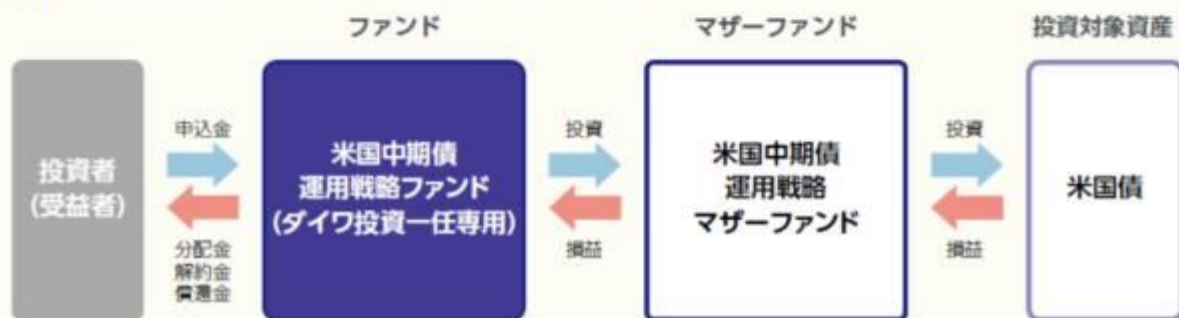 ファンド
マザーファンド
投資対象資産
投資者
(受益者)
申込金
分配金
解約金
償還金
米国中期債
運用戦略ファンド
(ダイワ投資一任専用)
投資
損益
米国中期債
運用戦略
マザーファンド
投資
損益
米国債